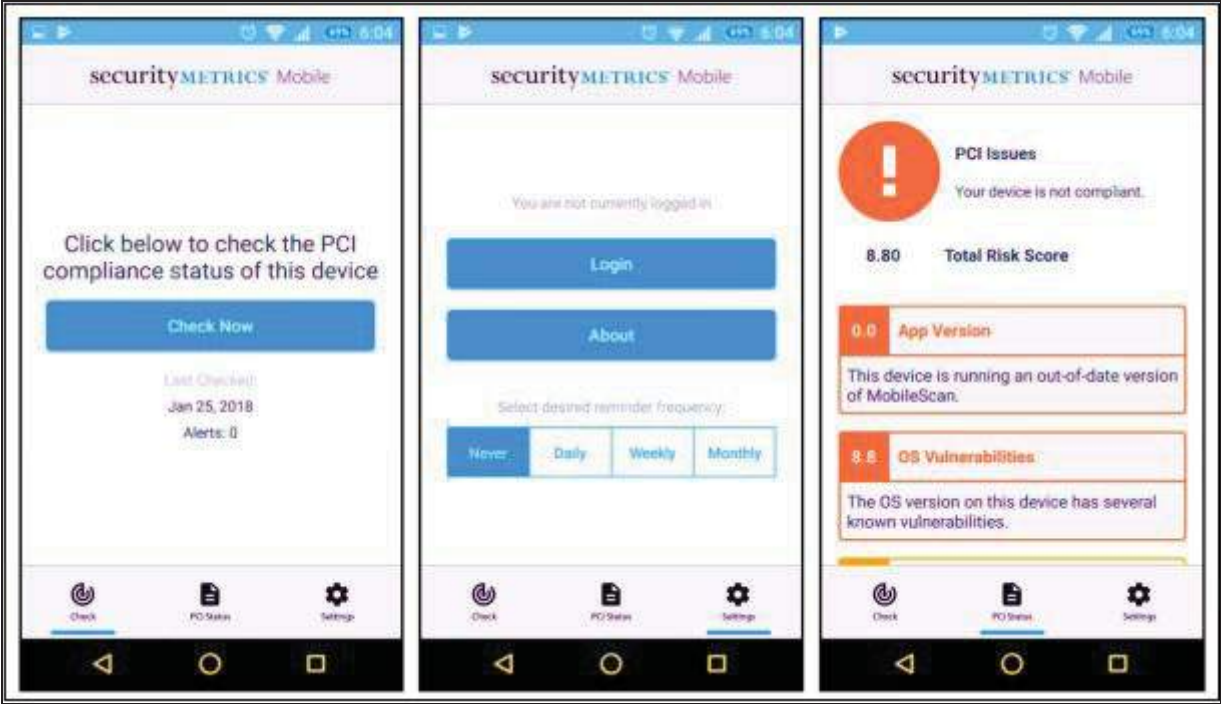 69% 6:04
securityMETRICS Mobile
Click below to check the PCI
compliance status of this device
Check Now
Last Checked:
Jan 25, 2018
Alerts: 0
Check
PCI Status
Settings
69% 6:04
securityMETRICS Mobile
You are not currently logged in
Login
About
Select desired reminder frequency:
Never Daily Weekly Monthly
Check
PCI Status
Settings
69% 6:04
securityMETRICS Mobile
PCI Issues
Your device is not compliant.
8.80 Total Risk Score
0.0 App Version
This device is running an out-of-date version
of MobileScan.
8.8 OS Vulnerabilities
The OS version on this device has several
known vulnerabilities.
Check
PCI Status
Settings